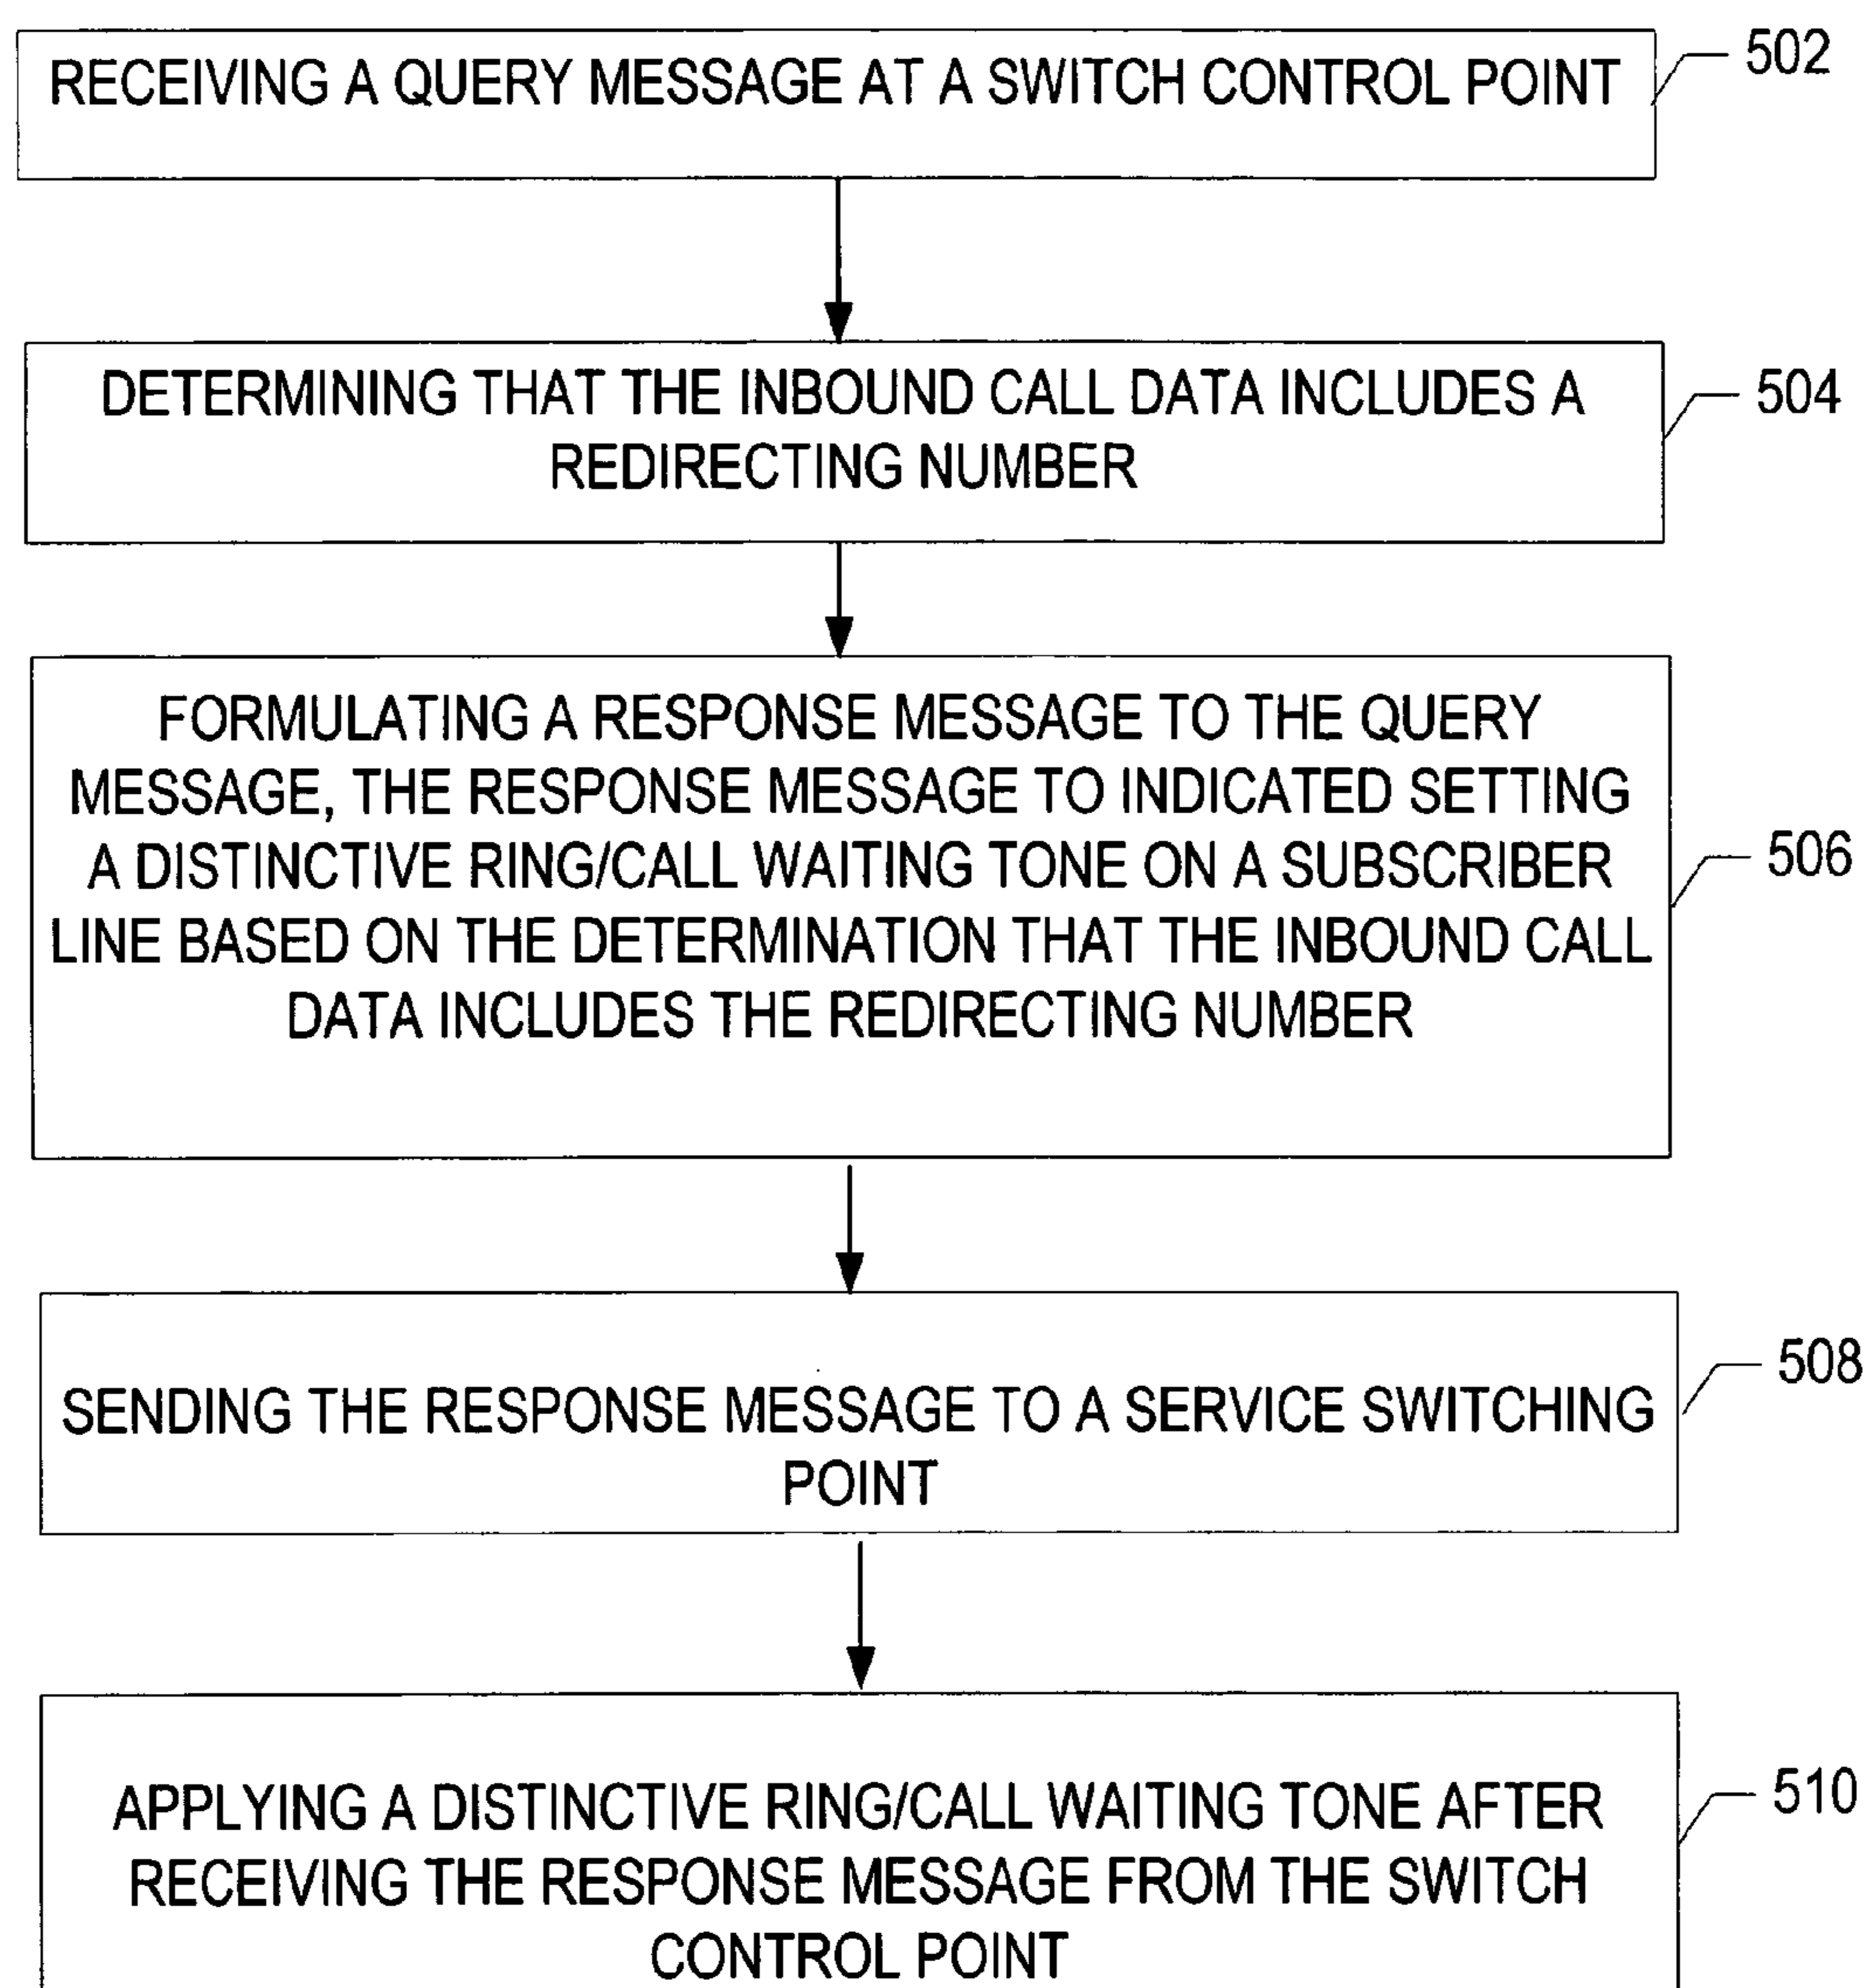 RECEIVING A QUERY MESSAGE AT A SWITCH CONTROL POINT
502
DETERMINING THAT THE INBOUND CALL DATA INCLUDES A
REDIRECTING NUMBER
504
FORMULATING A RESPONSE MESSAGE TO THE QUERY
MESSAGE, THE RESPONSE MESSAGE TO INDICATED SETTING
A DISTINCTIVE RING/CALL WAITING TONE ON A SUBSCRIBER
LINE BASED ON THE DETERMINATION THAT THE INBOUND CALL
DATA INCLUDES THE REDIRECTING NUMBER
506
SENDING THE RESPONSE MESSAGE TO A SERVICE SWITCHING
POINT
508
APPLYING A DISTINCTIVE RING/CALL WAITING TONE AFTER
RECEIVING THE RESPONSE MESSAGE FROM THE SWITCH
CONTROL POINT
510